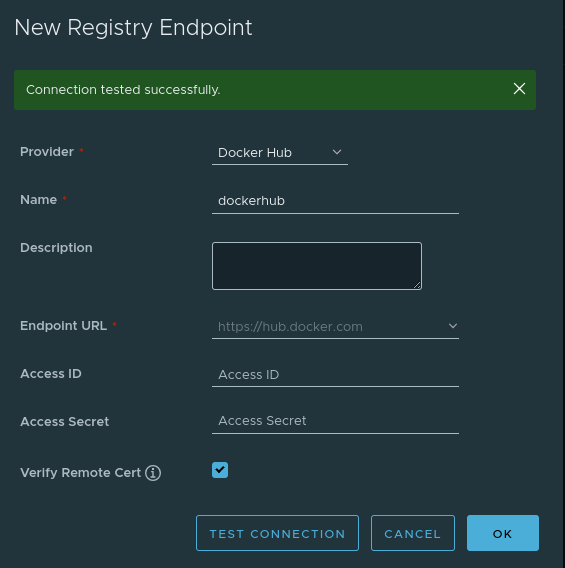 New Registry Endpoint
Connection tested successfully.
Provider * Docker Hub
Name * dockerhub
Description
Endpoint URL * https://hub.docker.com
Access ID Access ID
Access Secret Access Secret
Verify Remote Cert
TEST CONNECTION CANCEL OK